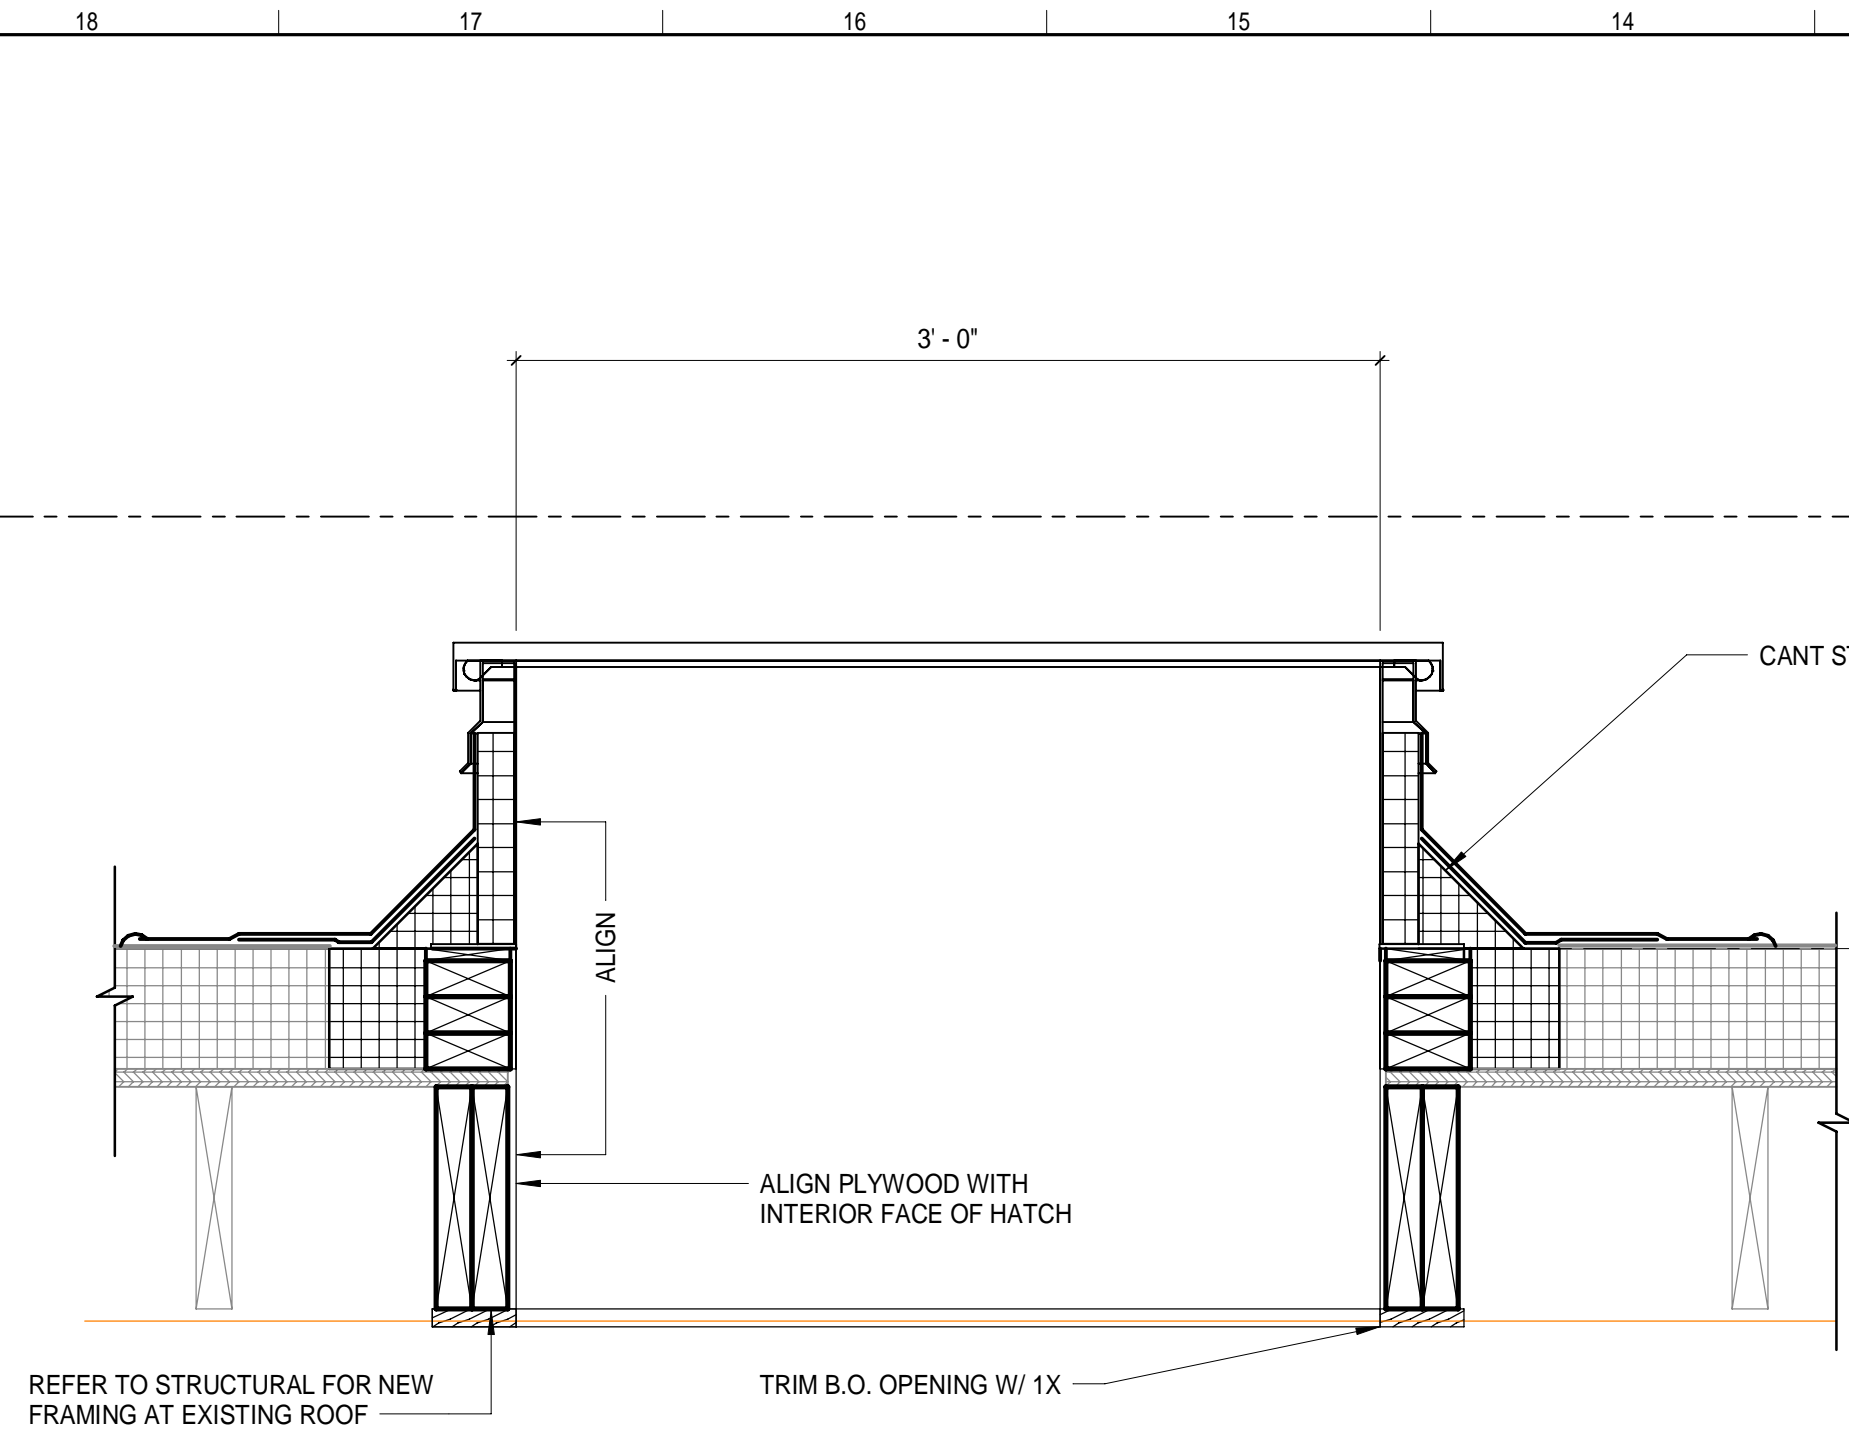 18 17 16 15 14
3' - 0"
CANT
ALIGN
ALIGN PLYWOOD WITH
INTERIOR FACE OF HATCH
REFER TO STRUCTURAL FOR NEW
FRAMING AT EXISTING ROOF
TRIM B.O. OPENING W/ 1X